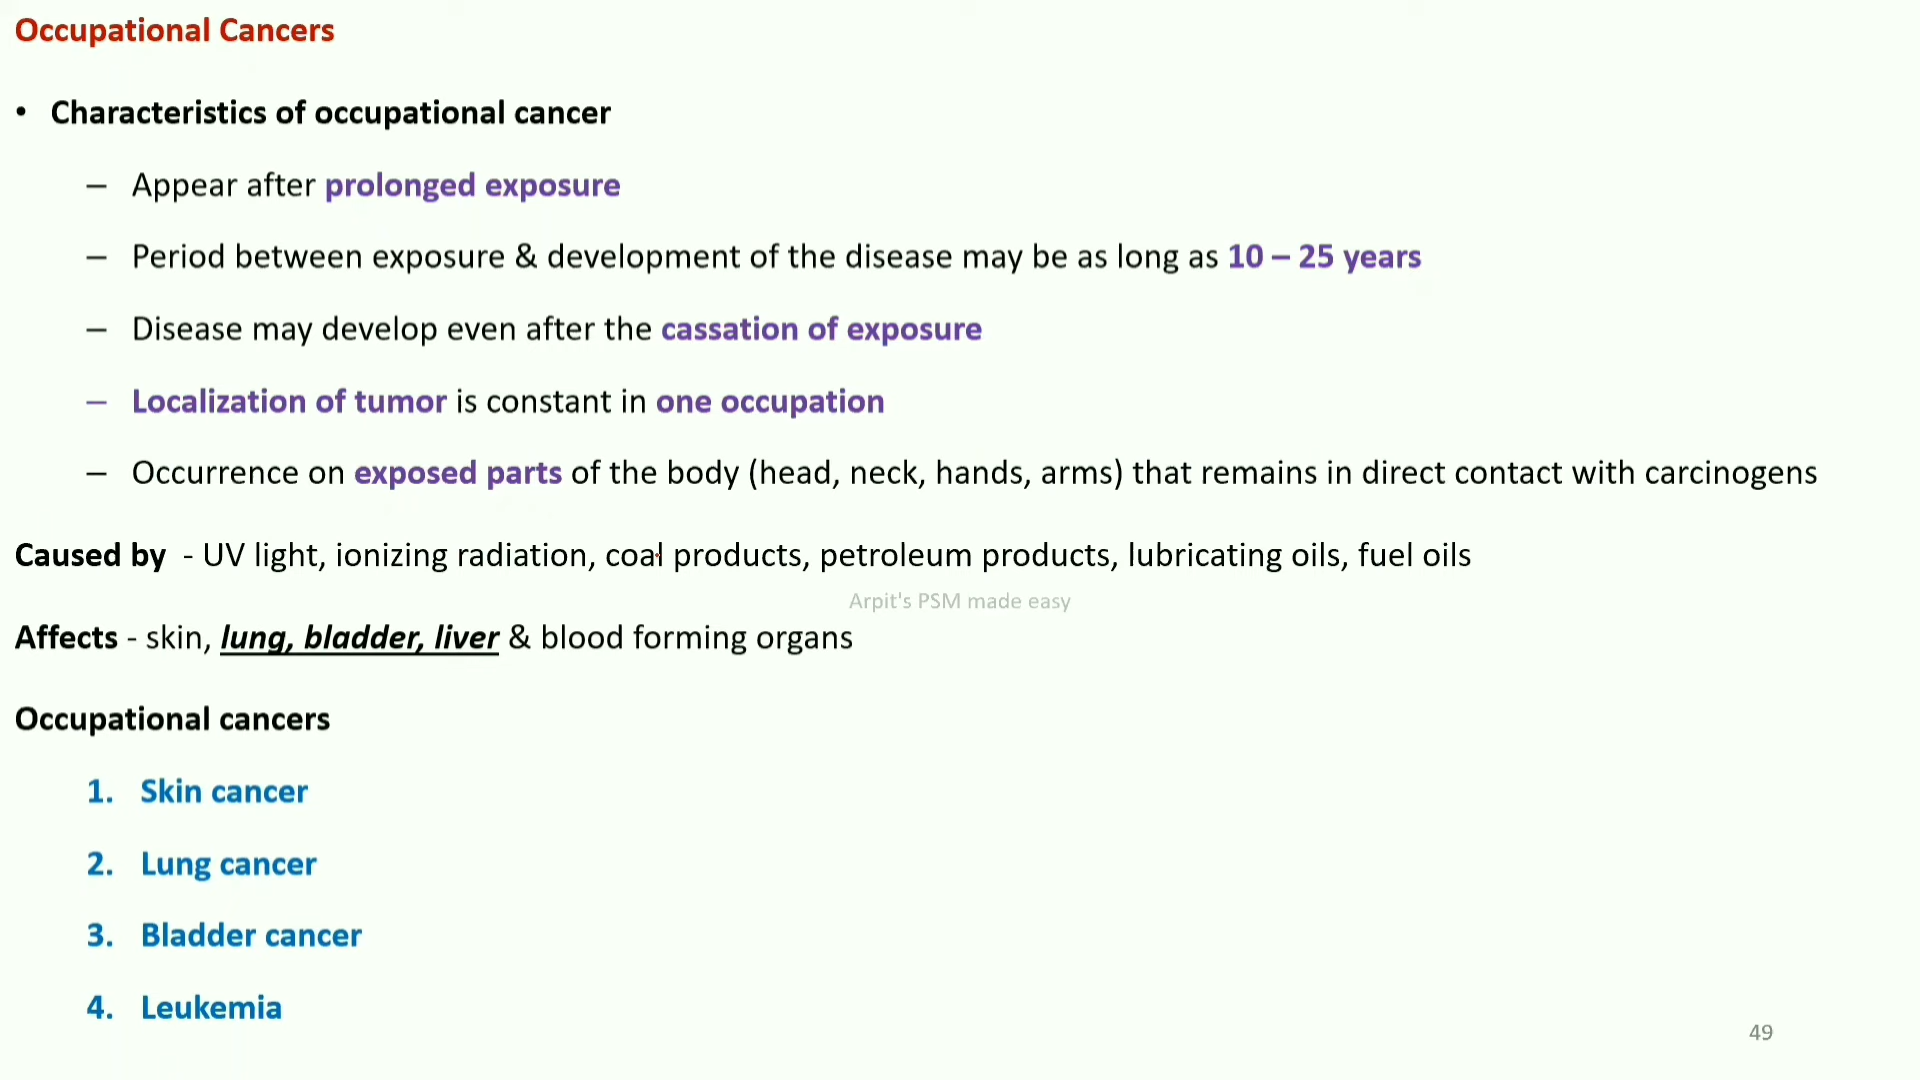 Occupational Cancers
• Characteristics of occupational cancer
– Appear after prolonged exposure
– Period between exposure & development of the disease may be as long as 10 – 25 years
– Disease may develop even after the cassation of exposure
– Localization of tumor is constant in one occupation
– Occurrence on exposed parts of the body (head, neck, hands, arms) that remains in direct contact with carcinogens
Caused by - UV light, ionizing radiation, coal products, petroleum products, lubricating oils, fuel oils
Arpit's PSM made easy
Affects - skin, lung, bladder, liver & blood forming organs
Occupational cancers
1. Skin cancer
2. Lung cancer
3. Bladder cancer
4. Leukemia
49